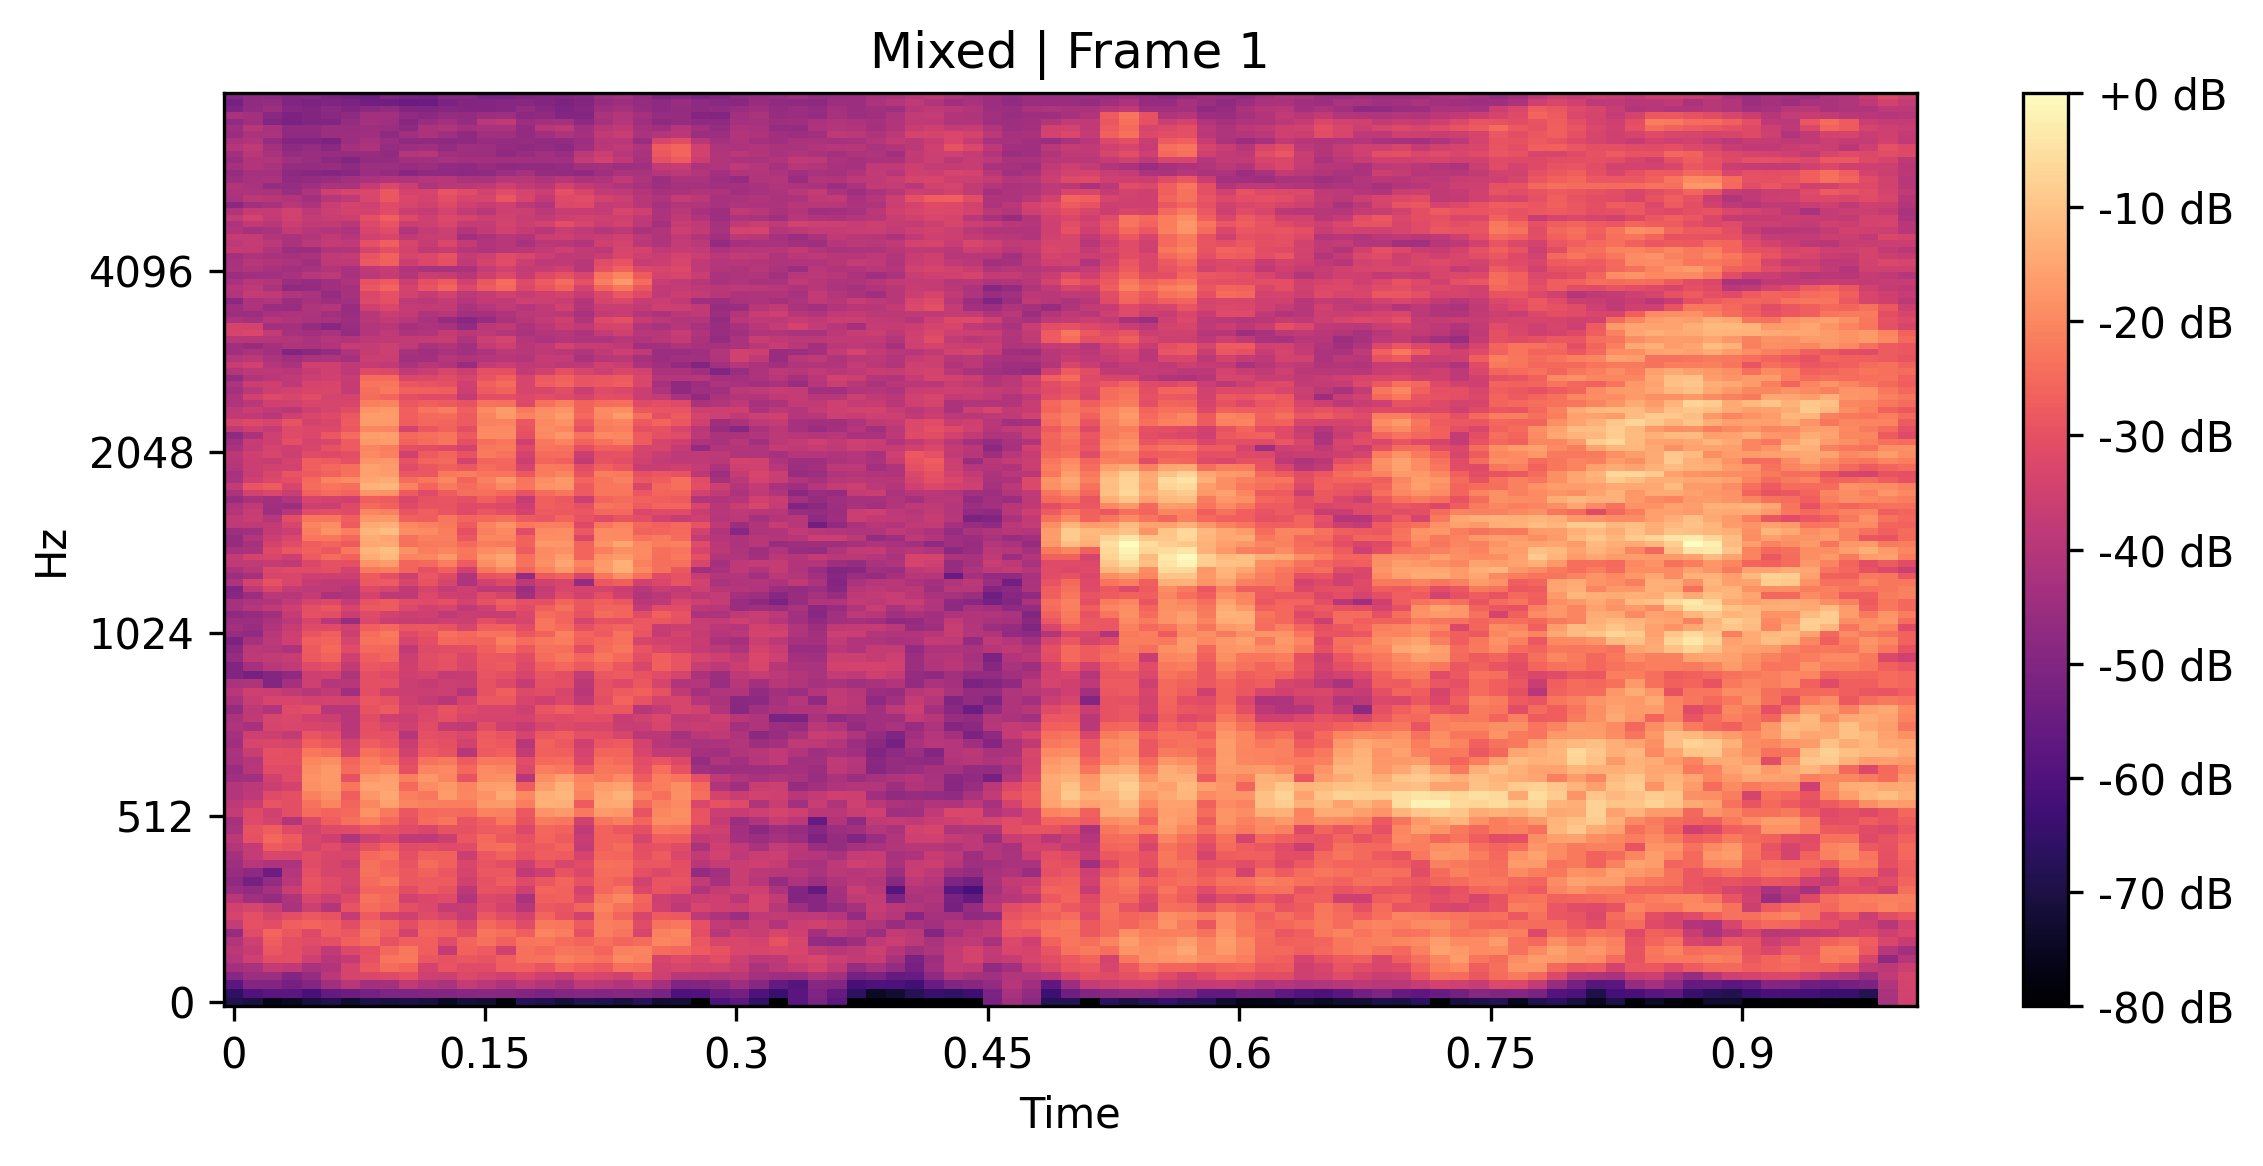 Mixed | Frame 1
+0 dB
-10 dB
-20 dB
-30 dB
-40 dB
-50 dB
-60 dB
-70 dB
-80 dB
Hz
4096
2048
1024
512
0
0 0.15 0.3 0.45 0.6 0.75 0.9
Time